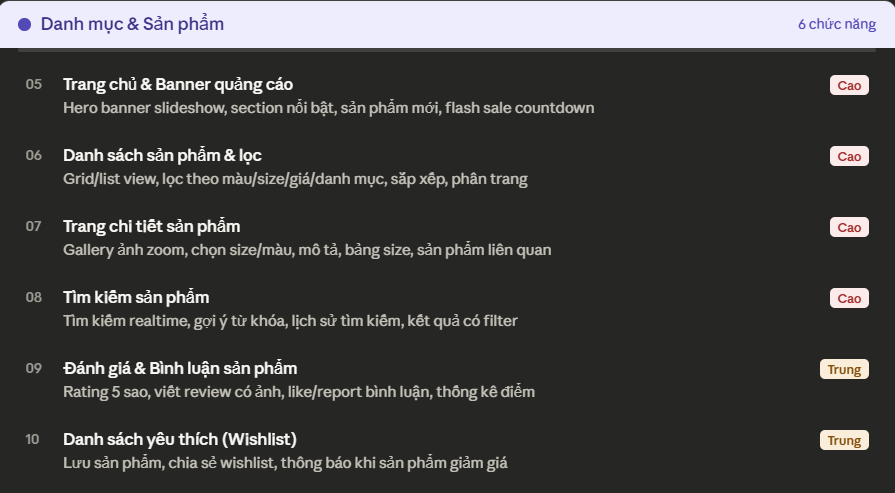 Danh mục & Sản phẩm
6 chức năng
05
Trang chủ & Banner quảng cáo
Cao
Hero banner slideshow, section nổi bật, sản phẩm mới, flash sale countdown
06
Danh sách sản phẩm & lọc
Cao
Grid/list view, lọc theo màu/size/giá/danh mục, sắp xếp, phân trang
07
Trang chi tiết sản phẩm
Cao
Gallery ảnh zoom, chọn size/màu, mô tả, bảng size, sản phẩm liên quan
08
Tìm kiếm sản phẩm
Cao
Tìm kiếm realtime, gợi ý từ khóa, lịch sử tìm kiếm, kết quả có filter
09
Đánh giá & Bình luận sản phẩm
Trung
Rating 5 sao, viết review có ảnh, like/report bình luận, thống kê điểm
10
Danh sách yêu thích (Wishlist)
Trung
Lưu sản phẩm, chia sẻ wishlist, thông báo khi sản phẩm giảm giá